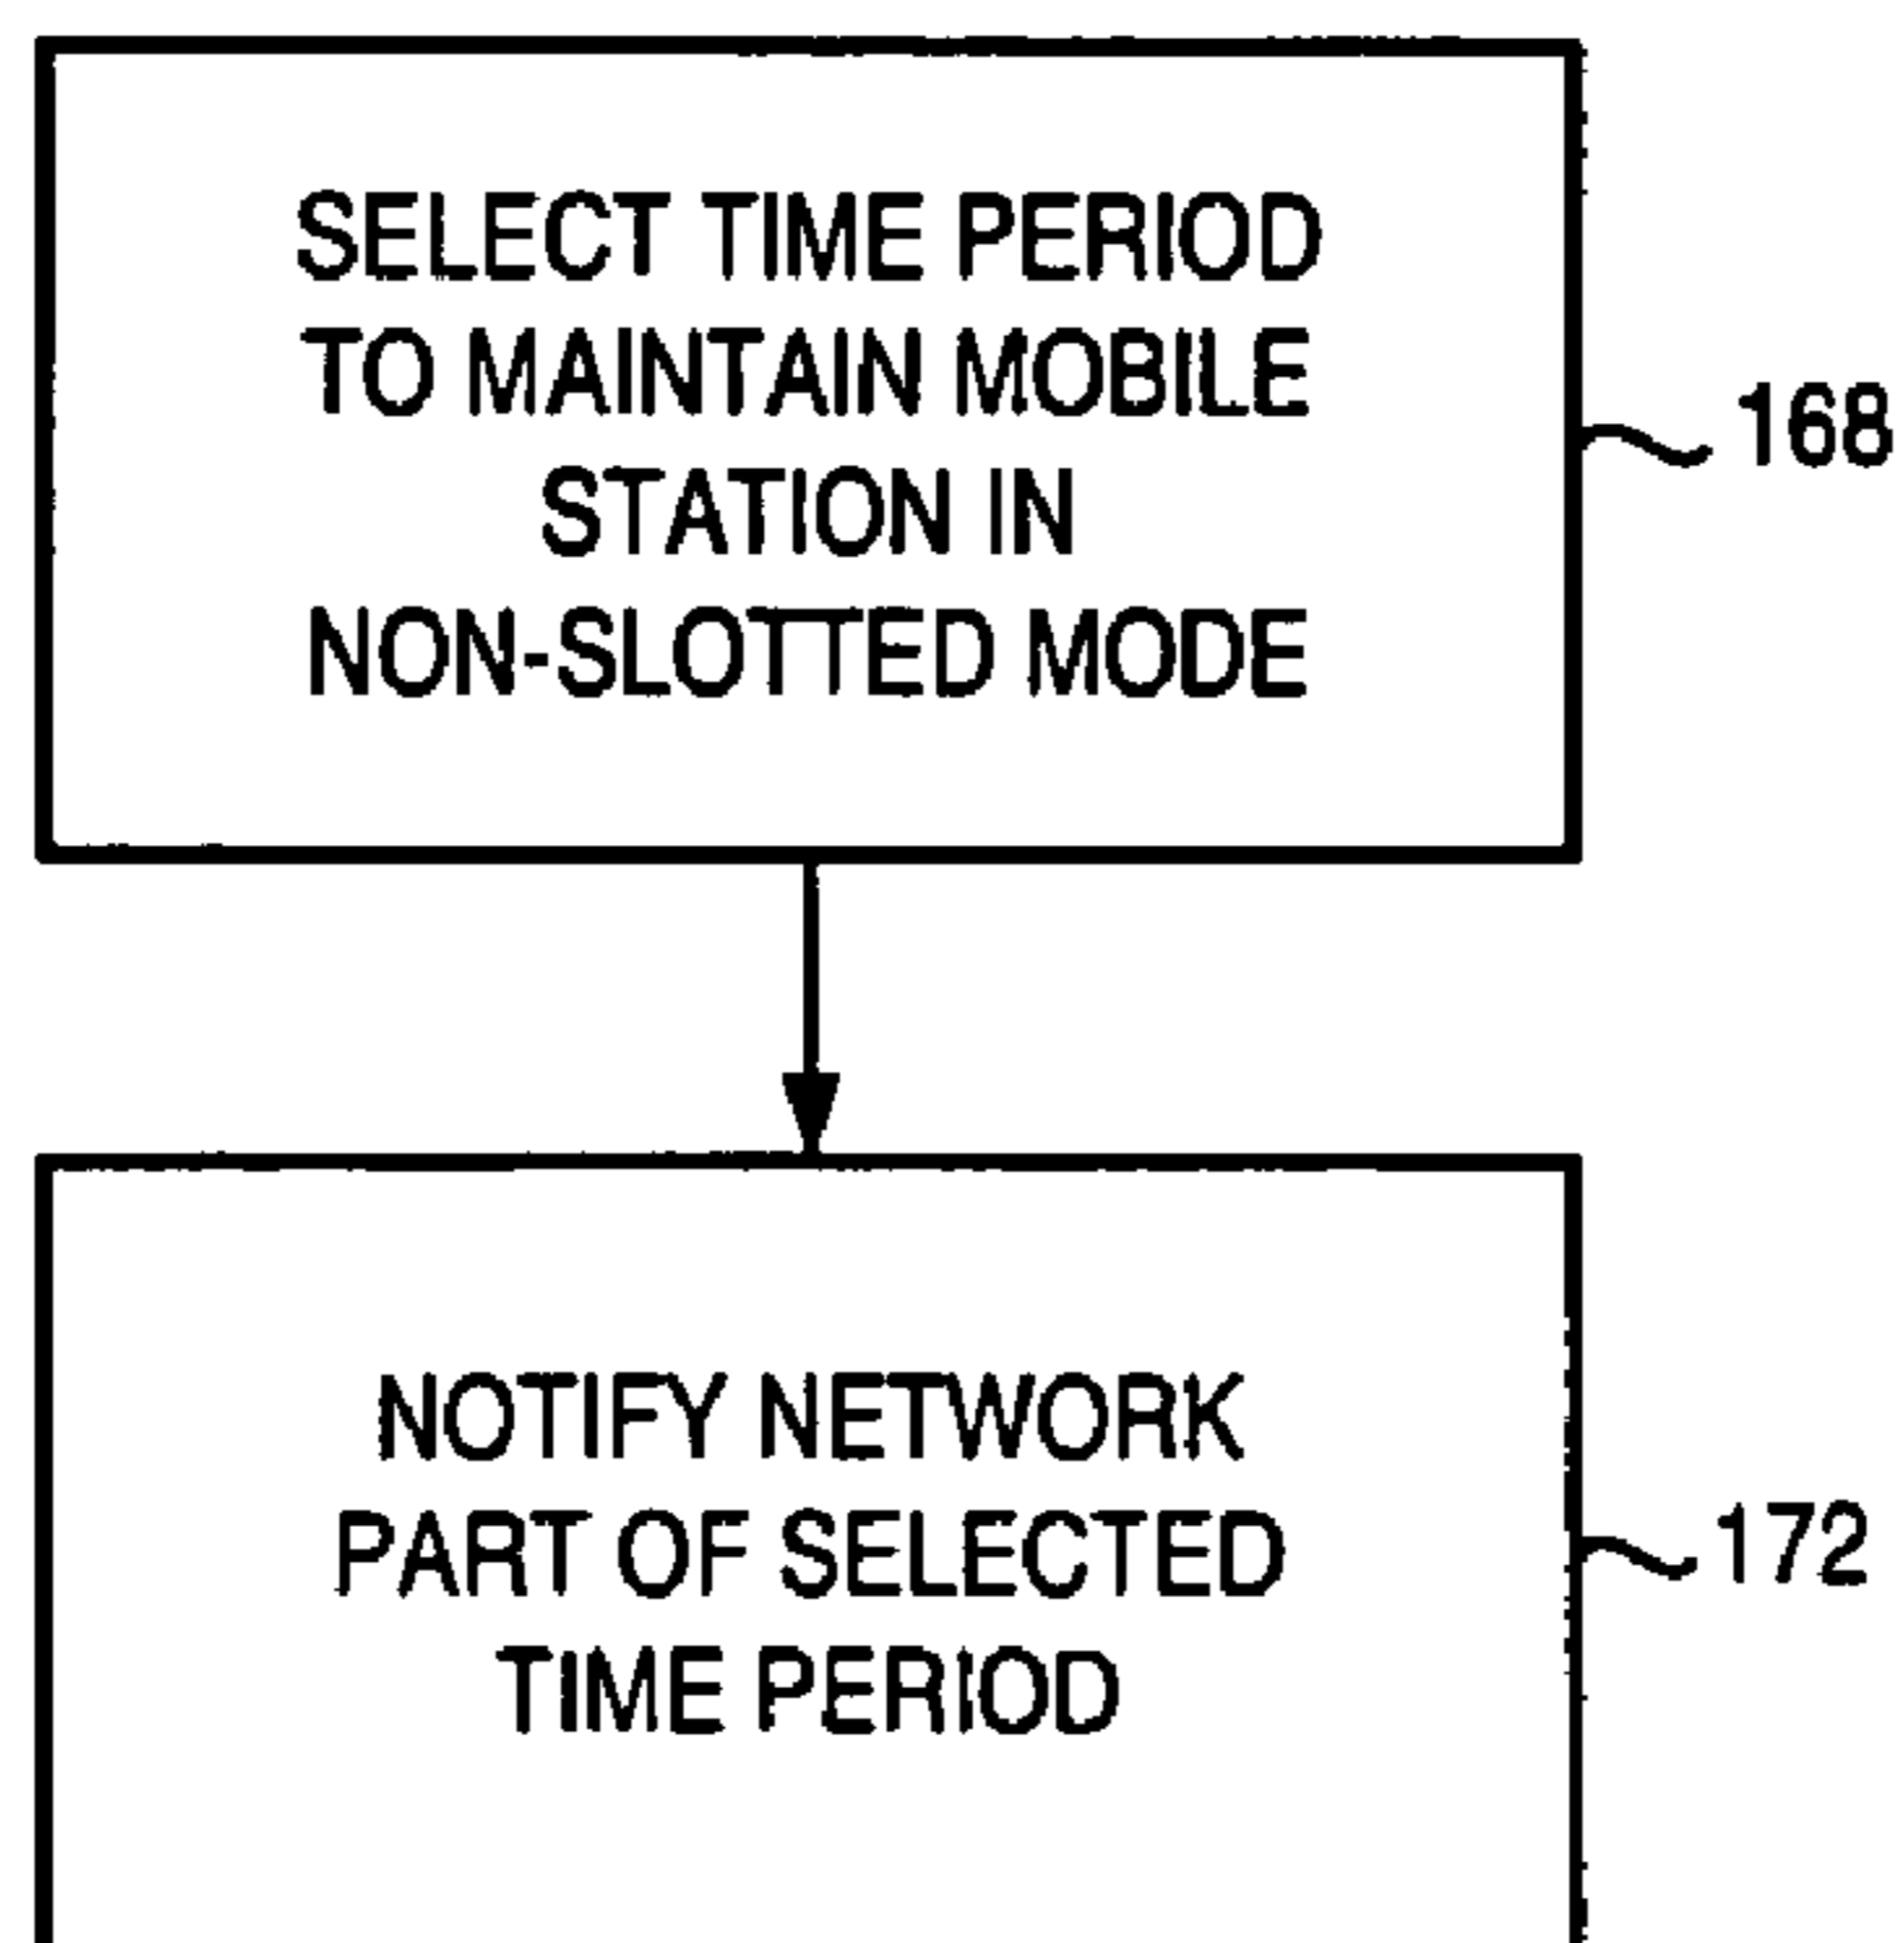 SELECT TIME PERIOD
TO MAINTAIN MOBILE
STATION IN
NON-SLOTTED MODE
168
NOTIFY NETWORK
PART OF SELECTED
TIME PERIOD
172